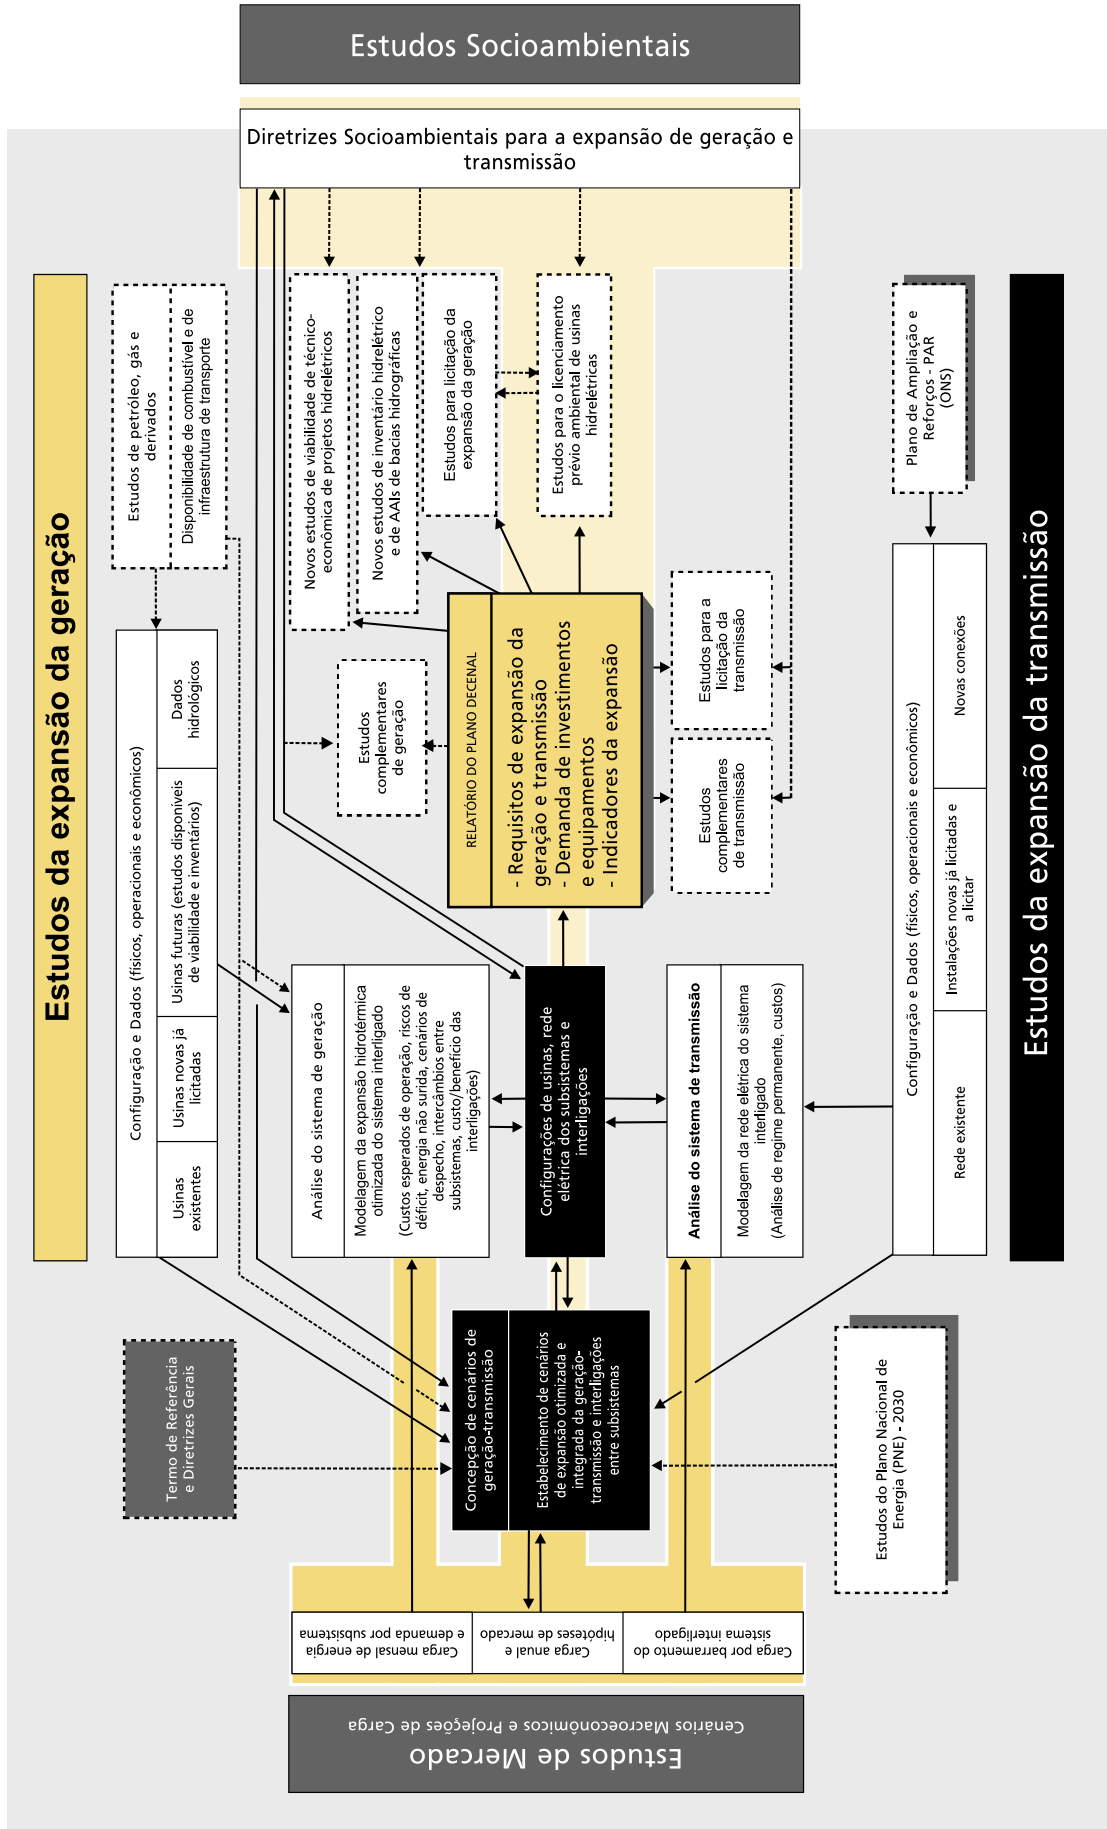 Estudos Socioambientais
Diretrizes Socioambientais para a expansão de geração e
transmissão
Estudos da expansão da geração
Estudos de petróleo, gás e
derivados
Disponibilidade de combustível e de
infraestrutura de transporte
Configuração e Dados (físicos, operacionais e econômicos)
Usinas
existentes
Usinas novas já
licitadas
Usinas futuras (estudos disponíveis
de viabilidade e inventários)
Dados
hidrológicos
Termo de Referência
e Diretrizes Gerais
Novos estudos de viabilidade de técnico-
econômica de projetos hidrelétricos
Novos estudos de inventário hidrelétrico
e de AAIs de bacias hidrográficas
Estudos para licitação da
expansão da geração
Estudos para o licenciamento
prévio ambiental de usinas
hidrelétricas
Estudos
complementares
de geração
RELATÓRIO DO PLANO DECENAL
- Requisitos de expansão da
geração e transmissão
- Demanda de investimentos
e equipamentos
- Indicadores da expansão
Estudos para a
licitação da
transmissão
Estudos
complementares
de transmissão
Análise do sistema de geração
Modelagem da expansão hidrotérmica
otimizada do sistema interligado
(Custos esperados de operação, riscos de
déficit, energia não surida, cenários de
despecho, intercâmbios entre
subsistemas, custo/benefício das
interligações)
Configurações de usinas, rede
elétrica dos subsistemas e
interligações
Análise do sistema de transmissão
Modelagem da rede elétrica do sistema
interligado
(Análise de regime permanente, custos)
Concepção de cenários de
geração-transmissão
Estabelecimento de cenários
de expansão otimizada e
integrada da geração-
transmissão e interligações
entre subsistemas
Plano de Ampliação e
Reforços - PAR
(ONS)
Configuração e Dados (físicos, operacionais e econômicos)
Rede existente
Instalações novas já licitadas e
a licitar
Novas conexões
Estudos da expansão da transmissão
Estudos do Plano Nacional de
Energia (PNE) - 2030
Carga mensal de energia
e demanda por subsistema
Carga anual e
hipóteses de mercado
Carga por barramento do
sistema interligado
Estudos de Mercado
Cenários Macroeconômicos e Projeções de Carga